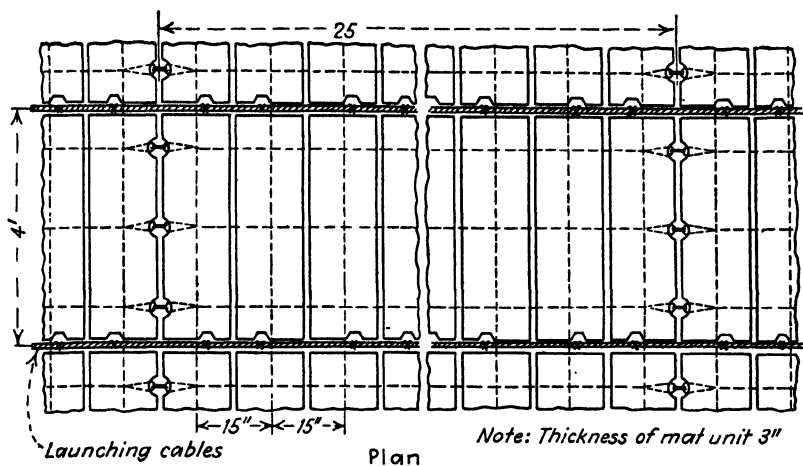 25
4'
15" 15"
Launching cables
Plan
Note: Thickness of mat unit 3"